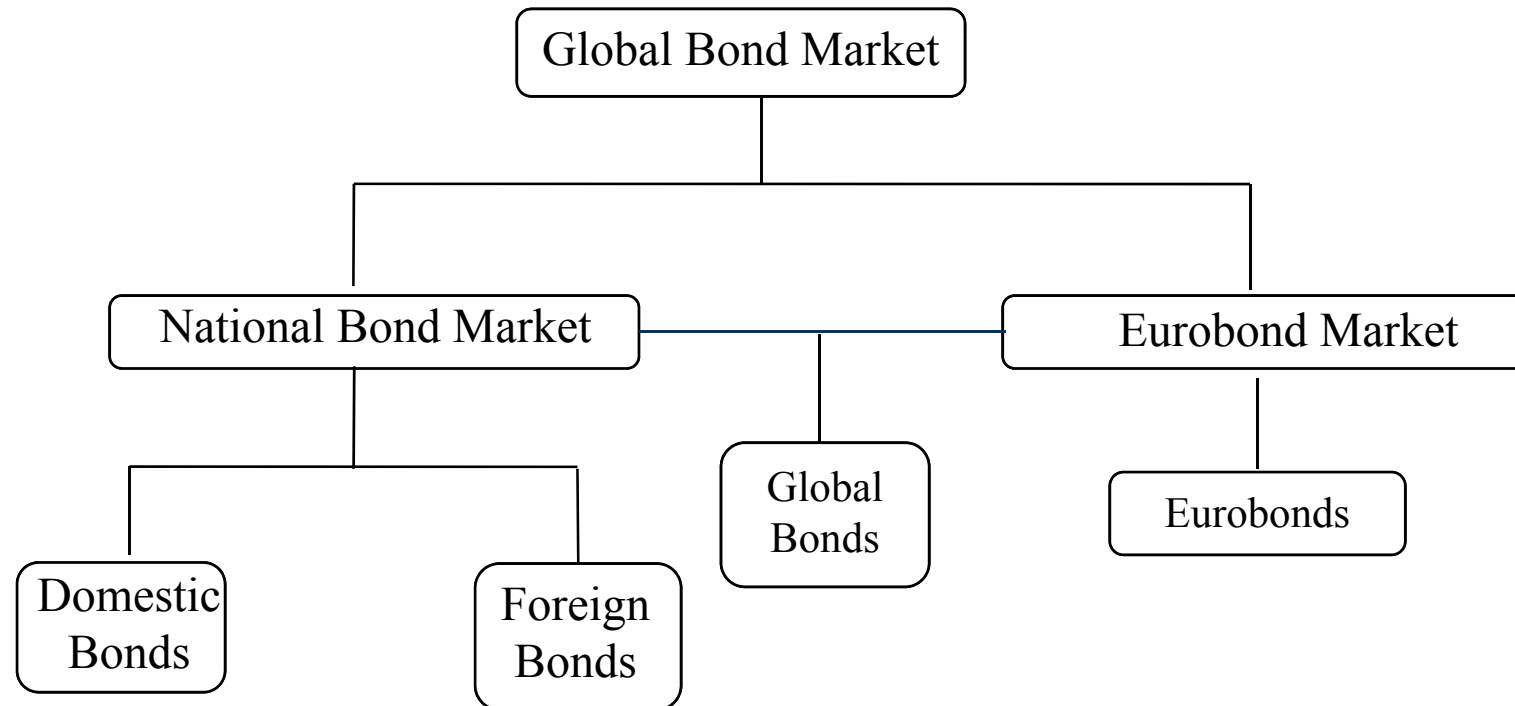 Global Bond Market
National Bond Market
Eurobond Market
Global
Bonds
Eurobonds
Domestic
Bonds
Foreign
Bonds